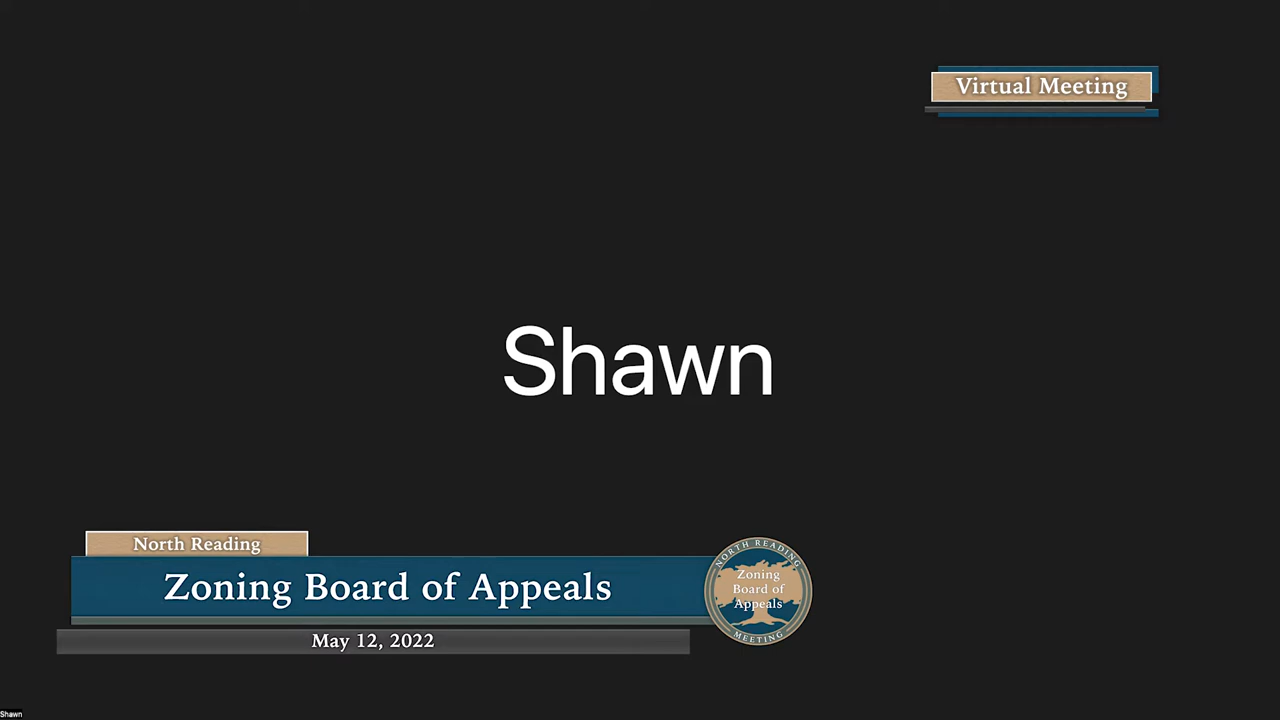 Virtual Meeting
Shawn
North Reading
Zoning Board of Appeals
May 12, 2022
NORTH READING
Zoning
Board of
Appeals
MEETING
Shawn